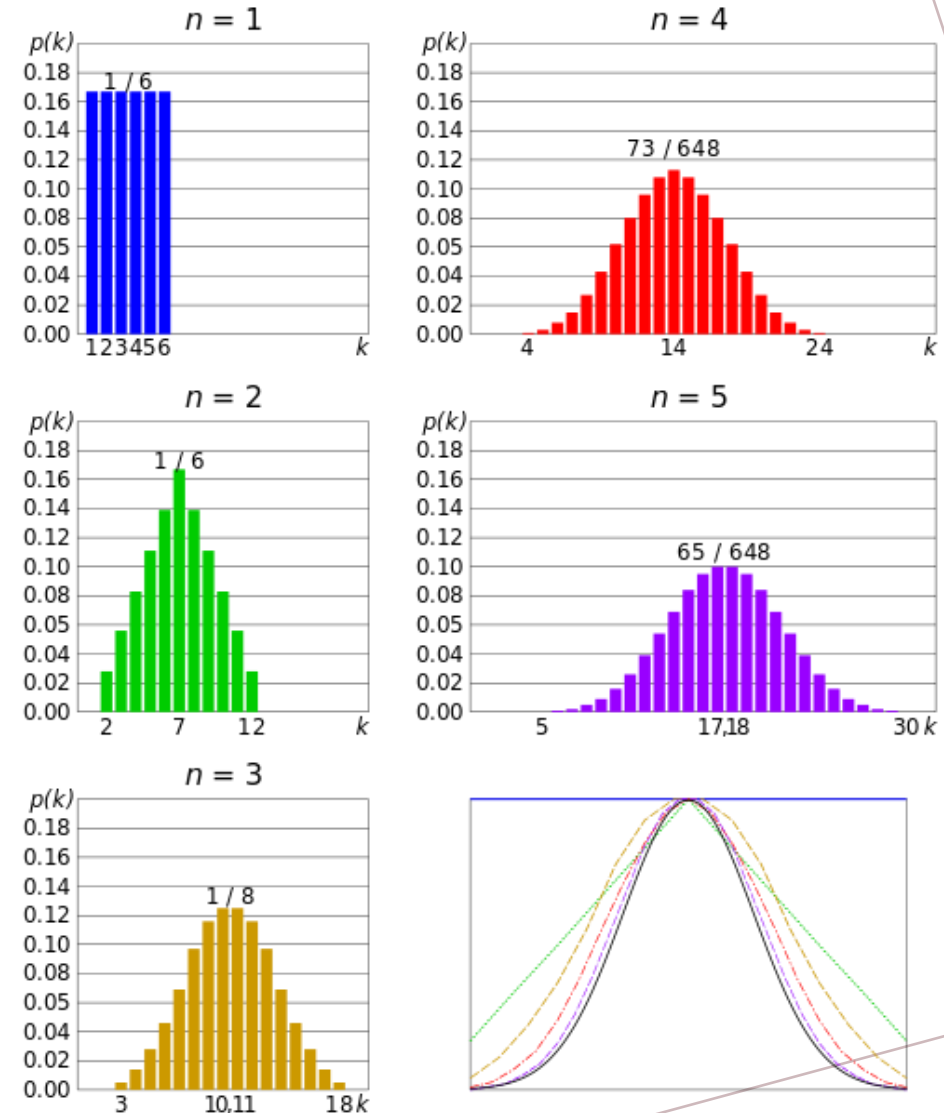 n = 1
p(k)
0.18
1 / 6
0.16
0.14
0.12
0.10
0.08
0.05
0.04
0.02
0.00
123456 k
n = 4
p(k)
0.18
0.16
0.14
73 / 648
0.12
0.10
0.08
0.05
0.04
0.02
0.00
4 14 24 k
n = 2
p(k)
0.18
1 / 6
0.16
0.14
0.12
0.10
0.08
0.05
0.04
0.02
0.00
2 7 12 k
n = 5
p(k)
0.18
0.16
0.14
0.12
65 / 648
0.10
0.08
0.05
0.04
0.02
0.00
5 17,18 30 k
n = 3
p(k)
0.18
0.16
0.14
1 / 8
0.12
0.10
0.08
0.05
0.04
0.02
0.00
3 10,11 18 k